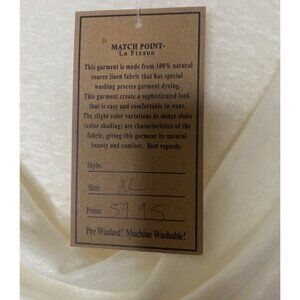 MATCH POINT-
La Fixaun
This garment is made from 100% natural
source linen fabric that has special
washing process garment dyeing.
This garment create a sophisticated look
that is easy and comfortable to wear.
The slight color variations or minor slubs
(color shading) are characteristics of the
fabric, giving this garment its natural
beauty and comfort. Best regards.
Style:
Size: XL
Price: 59.95
Pre Washed! Machine Washable!